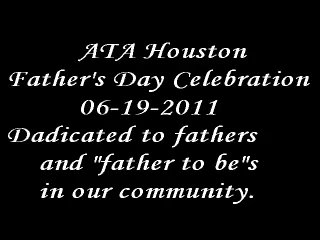 ATA Houston
Father's Day Celebration
06-19-2011
Dadicated to fathers
and "father to be"s
in our community.